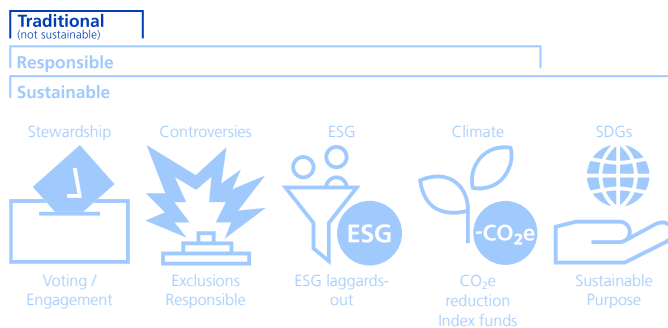 Traditional
(not sustainable)
Responsible
Sustainable
Stewardship
Controversies
ESG
Climate
SDGs
ESG
-CO₂e
Voting /
Engagement
Exclusions
Responsible
ESG laggards-
out
CO₂e
reduction
Index funds
Sustainable
Purpose